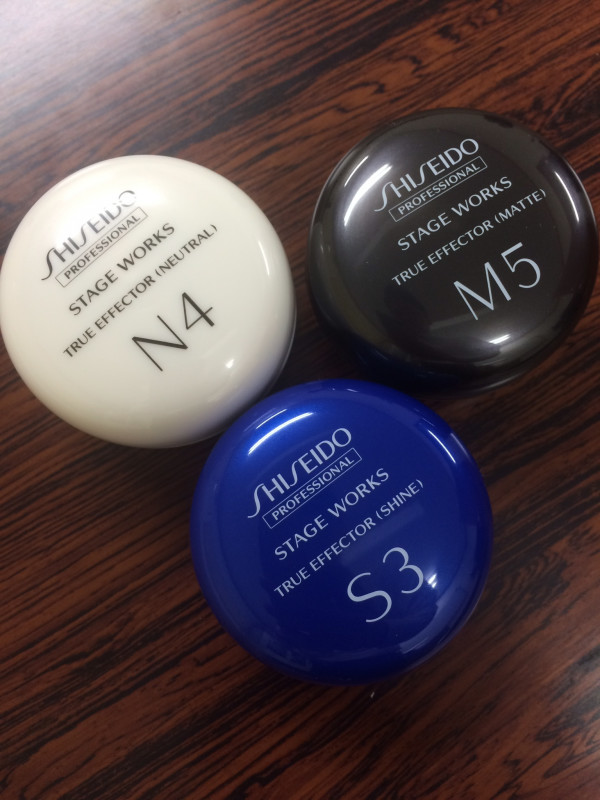 SHISEIDO
PROFESSIONAL
STAGE WORKS
TRUE EFFECTOR (NEUTRAL)
N4
SHISEIDO
PROFESSIONAL
STAGE WORKS
TRUE EFFECTOR (MATTE)
M5
SHISEIDO
PROFESSIONAL
STAGE WORKS
TRUE EFFECTOR (SHINE)
S3